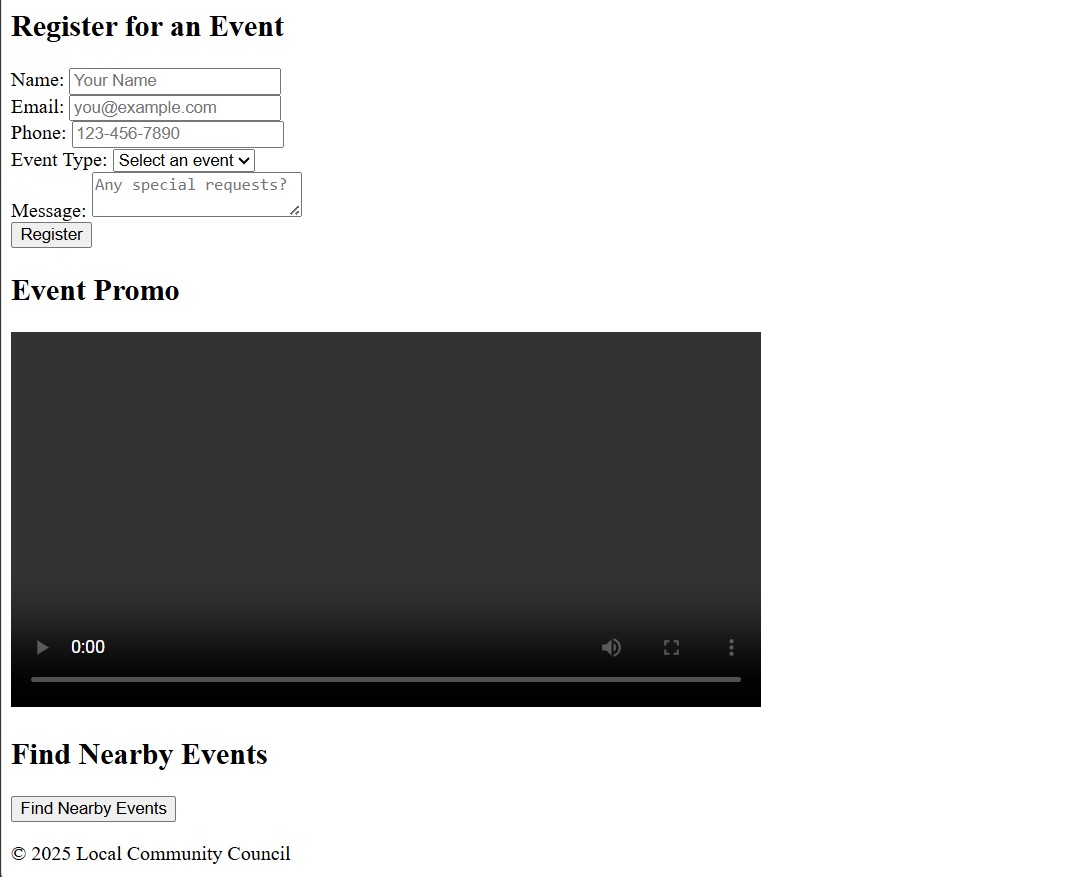 Register for an Event
Name: Your Name
Email: you@example.com
Phone: 123-456-7890
Event Type: Select an event
Any special requests?
Message:
Register
Event Promo
0:00
Find Nearby Events
Find Nearby Events
© 2025 Local Community Council